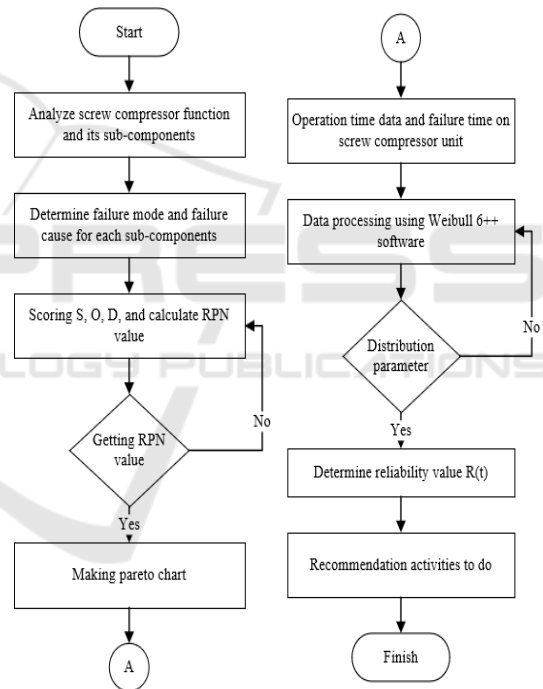 Start
Analyze screw compressor function
and its sub-components
Determine failure mode and failure
cause for each sub-components
Scoring S, O, D, and calculate RPN
value
No
Getting RPN
value
Yes
Making pareto chart
A
A
Operation time data and failure time on
screw compressor unit
Data processing using Weibull 6++
software
No
Distribution
parameter
Yes
Determine reliability value R(t)
Recommendation activities to do
Finish
PRESS
LOGY PUBLICATIONS